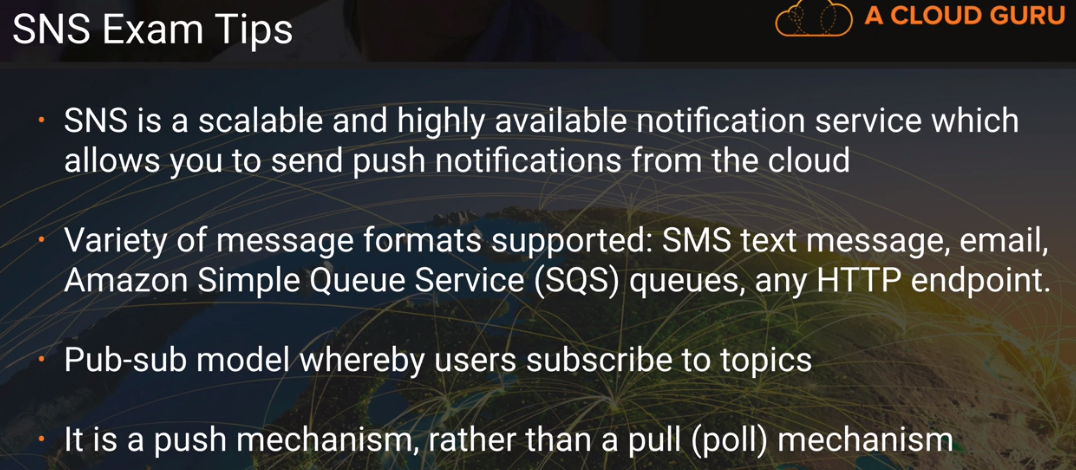 SNS Exam Tips
A CLOUD GURU
• SNS is a scalable and highly available notification service which
allows you to send push notifications from the cloud
• Variety of message formats supported: SMS text message, email,
Amazon Simple Queue Service (SQS) queues, any HTTP endpoint.
• Pub-sub model whereby users subscribe to topics
• It is a push mechanism, rather than a pull (poll) mechanism